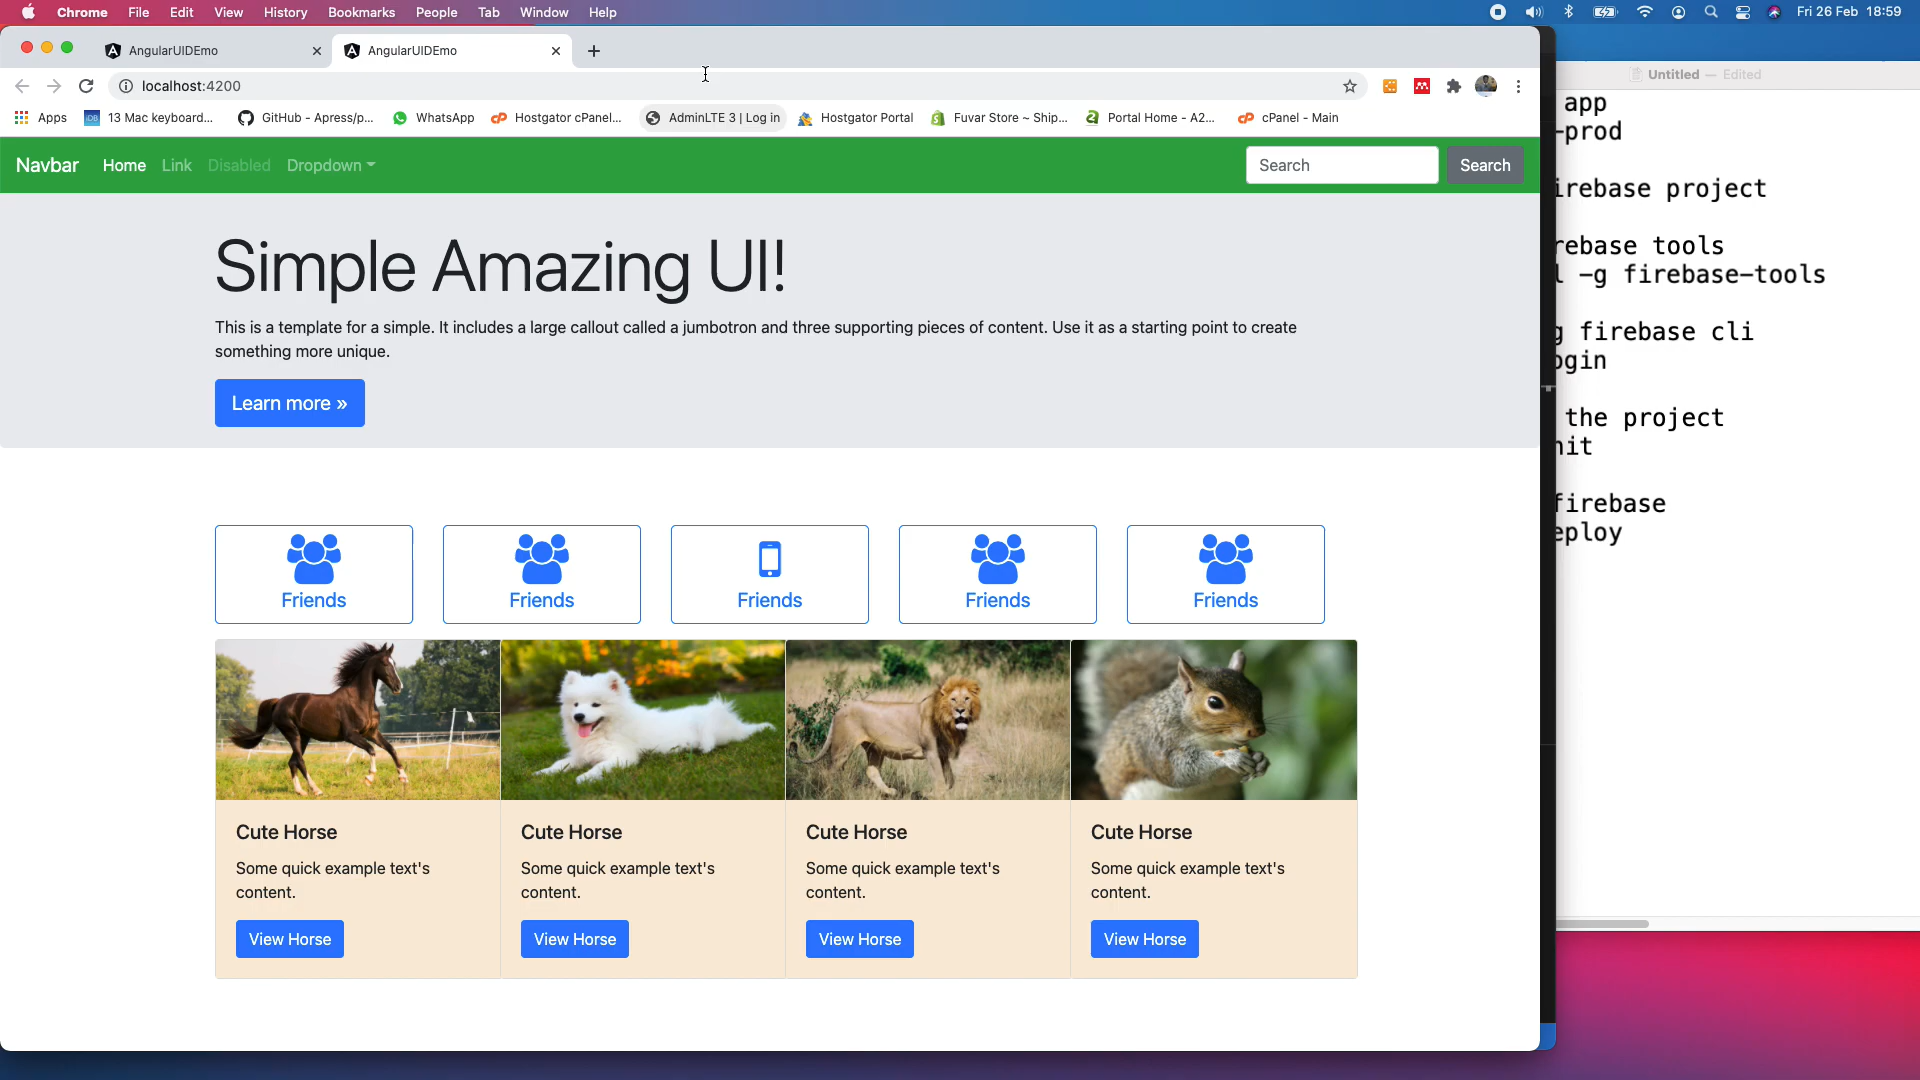 Chrome File Edit View History Bookmarks People Tab Window Help
Fri 26 Feb 18:59
AngularUIDEmo
AngularUIDEmo
localhost:4200
Apps
13 Mac keyboard...
GitHub - Apress/p...
WhatsApp
Hostgator cPanel...
AdminLTE 3 | Log in
Hostgator Portal
Fuvar Store ~ Ship...
Portal Home - A2...
cPanel - Main
Navbar Home Link Disabled Dropdown
Search
Search
Simple Amazing UI!
This is a template for a simple. It includes a large callout called a jumbotron and three supporting pieces of content. Use it as a starting point to create
something more unique.
Learn more »
Friends
Friends
Friends
Friends
Friends
Cute Horse
Some quick example text's
content.
View Horse
Cute Horse
Some quick example text's
content.
View Horse
Cute Horse
Some quick example text's
content.
View Horse
Cute Horse
Some quick example text's
content.
View Horse
Untitled — Edited
app
-prod
irebase project
rebase tools
l -g firebase-tools
g firebase cli
ogin
the project
nit
firebase
eploy